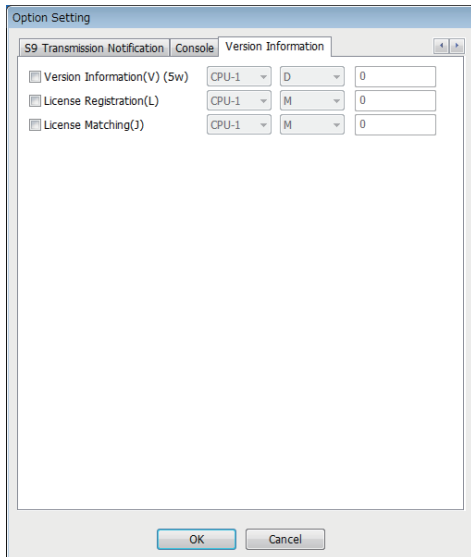 Option Setting
S9 Transmission Notification Console Version Information
Version Information(V) (5w) CPU-1 D 0
License Registration(L) CPU-1 M 0
License Matching(J) CPU-1 M 0
OK Cancel